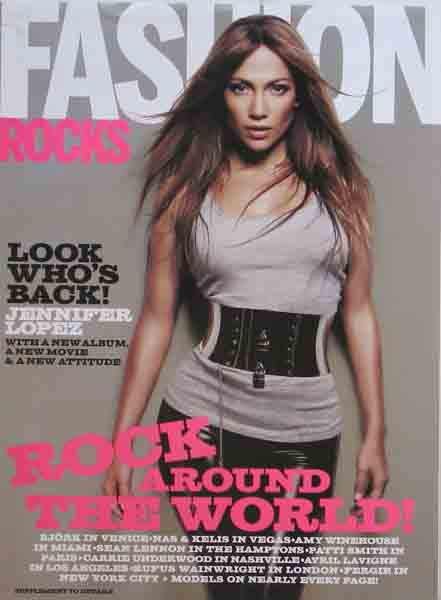 FASHION
ROCKS
LOOK
WHO'S
BACK!
JENNIFER
LOPEZ
WITH A NEW ALBUM,
A NEW MOVIE
& A NEW ATTITUDE
ROCK
AROUND
THE WORLD!
BJÖRK IN VENICE•NAS & KELIS IN VEGAS•AMY WINEHOUSE
IN MIAMI•SEAN LENNON IN THE HAMPTONS•PATTI SMITH IN
PARIS•CARRIE UNDERWOOD IN NASHVILLE•AVRIL LAVIGNE
IN LOS ANGELES•RUFUS WAINWRIGHT IN LONDON•FERGIE IN
NEW YORK CITY + MODELS ON NEARLY EVERY PAGE!
SUPPLEMENT TO DETAILS